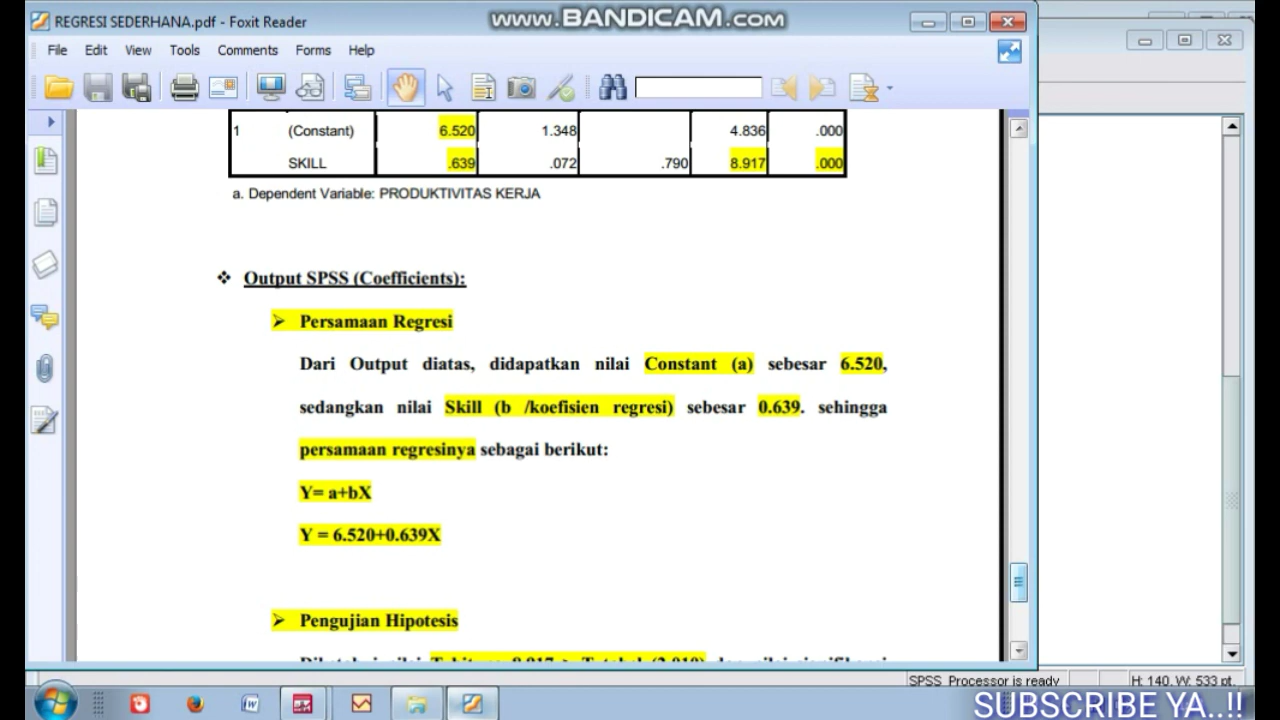 REGRESI SEDERHANA.pdf - Foxit Reader
www.BANDICAM.com
File Edit View Tools Comments Forms Help
1 (Constant) 6.520 1.348 4.836 .000
SKILL .639 .072 .790 8.917 .000
a. Dependent Variable: PRODUKTIVITAS KERJA
❖ Output SPSS (Coefficients):
➢ Persamaan Regresi
Dari Output diatas, didapatkan nilai Constant (a) sebesar 6.520,
sedangkan nilai Skill (b /koefisien regresi) sebesar 0.639. sehingga
persamaan regresinya sebagai berikut:
Y= a+bX
Y = 6.520+0.639X
➢ Pengujian Hipotesis
SPSS Processor is ready H: 140, W: 533 pt.
SUBSCRIBE YA..!!